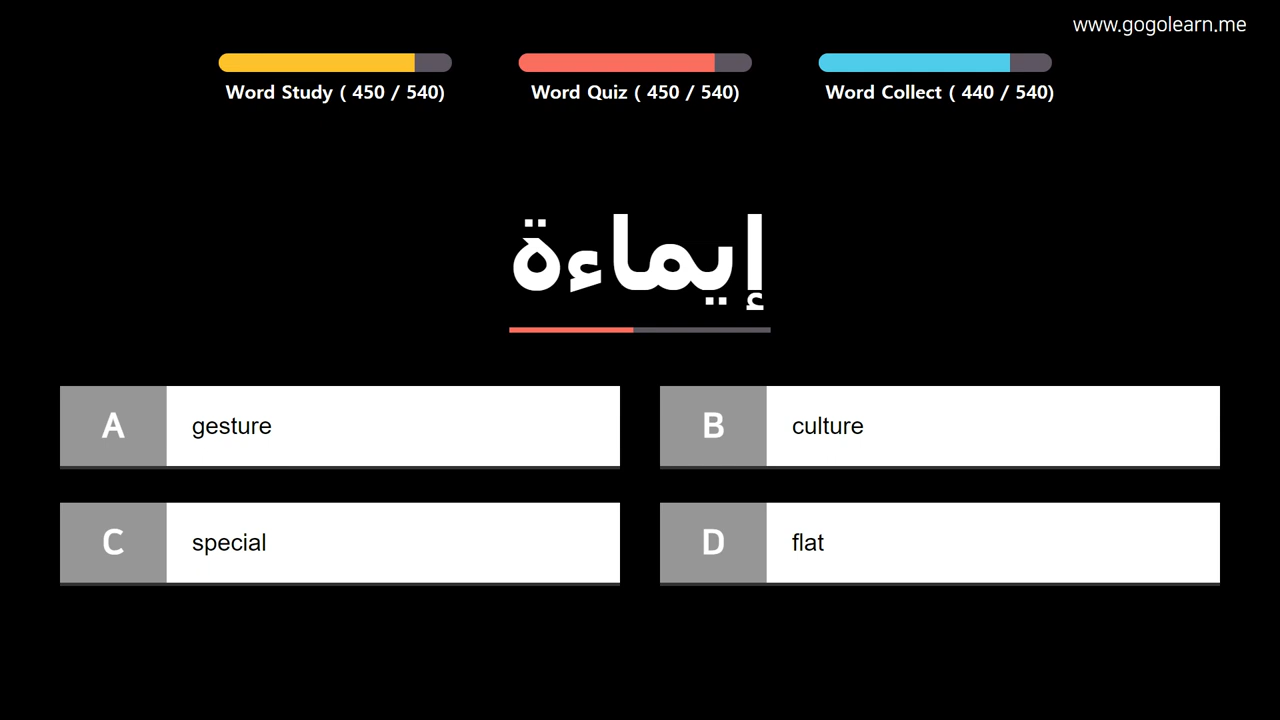 www.gogolearn.me
Word Study ( 450 / 540)
Word Quiz ( 450 / 540)
Word Collect ( 440 / 540)
إيماءة
A gesture
B culture
C special
D flat